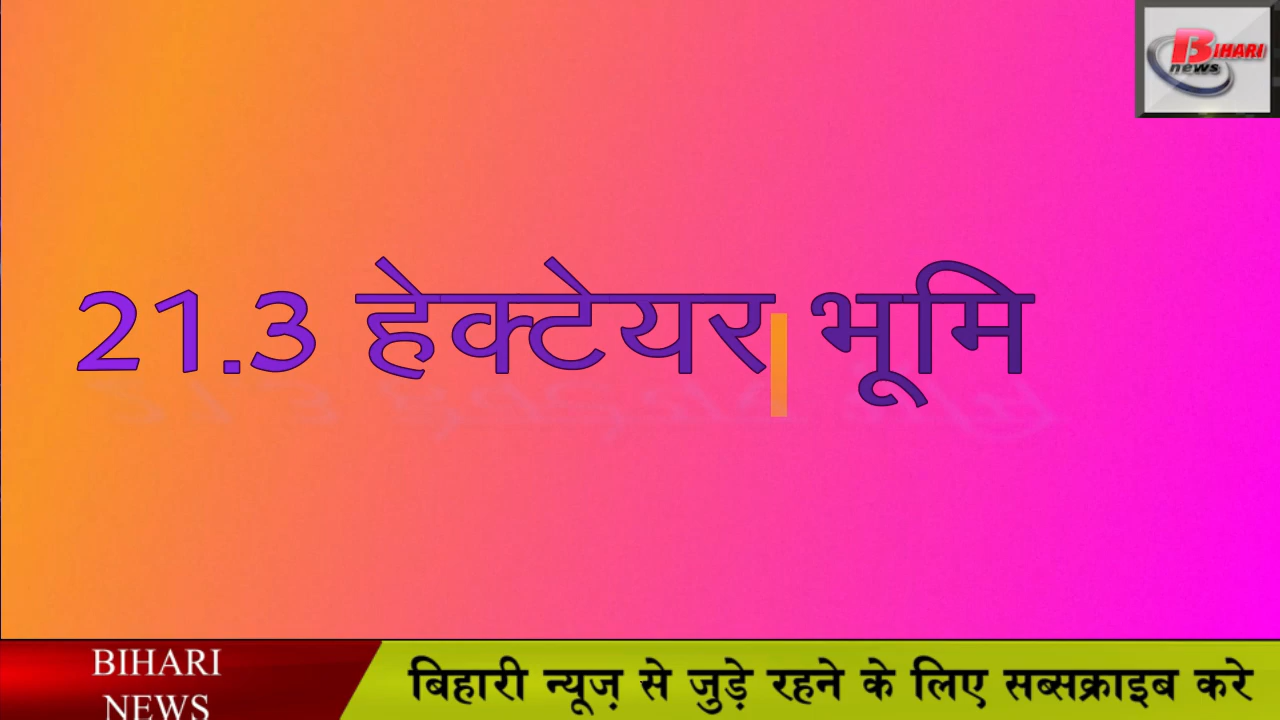 BIHARI
news
21.3 हेक्टेयर भूमि
BIHARI
NEWS
बिहारी न्यूज़ से जुड़े रहने के लिए सब्सक्राइब करे